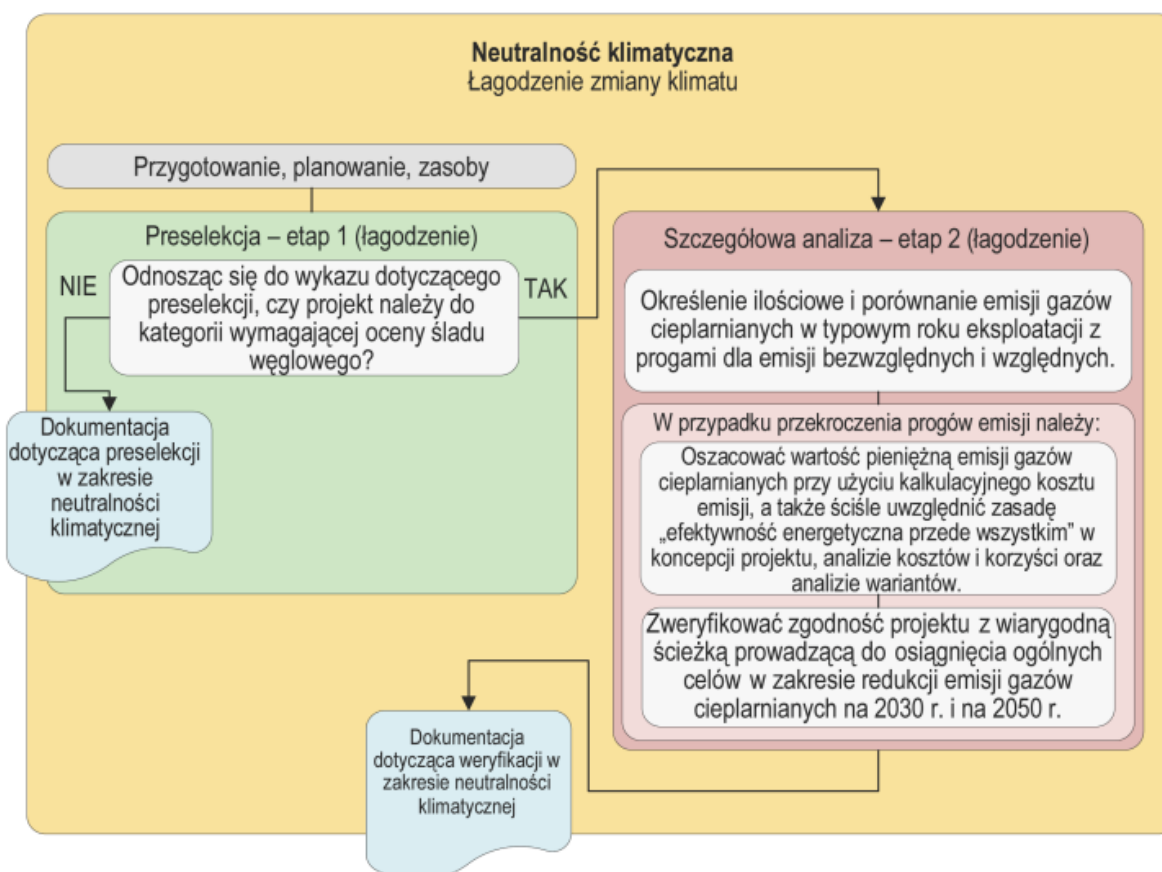 Neutralność klimatyczna
Łagodzenie zmiany klimatu
Przygotowanie, planowanie, zasoby
Preselekcja – etap 1 (łagodzenie)
NIE
Odnosząc się do wykazu dotyczącego
preselekcji, czy projekt należy do
kategorii wymagającej oceny śladu
węglowego?
TAK
Dokumentacja
dotycząca preselekcji
w zakresie
neutralności
klimatycznej
Szczegółowa analiza – etap 2 (łagodzenie)
Określenie ilościowe i porównanie emisji gazów
cieplarnianych w typowym roku eksploatacji z
progami dla emisji bezwzględnych i względnych.
W przypadku przekroczenia progów emisji należy:
Oszacować wartość pieniężną emisji gazów
cieplarnianych przy użyciu kalkulacyjnego kosztu
emisji, a także ściśle uwzględnić zasadę
„efektywność energetyczna przede wszystkim” w
koncepcji projektu, analizie kosztów i korzyści oraz
analizie wariantów.
Zweryfikować zgodność projektu z wiarygodną
ścieżką prowadzącą do osiągnięcia ogólnych
celów w zakresie redukcji emisji gazów
cieplarnianych na 2030 r. i na 2050 r.
Dokumentacja
dotycząca weryfikacji w
zakresie neutralności
klimatycznej